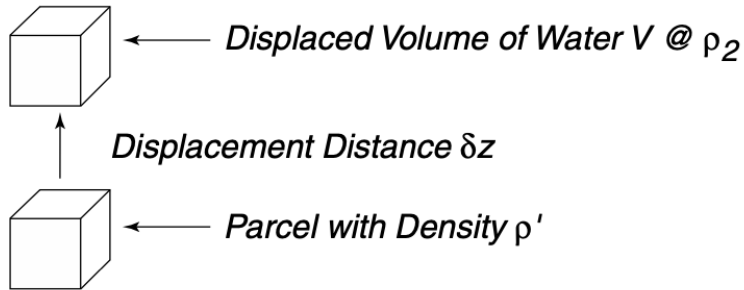 Displaced Volume of Water V @ ρ2
Displacement Distance δz
Parcel with Density ρ'